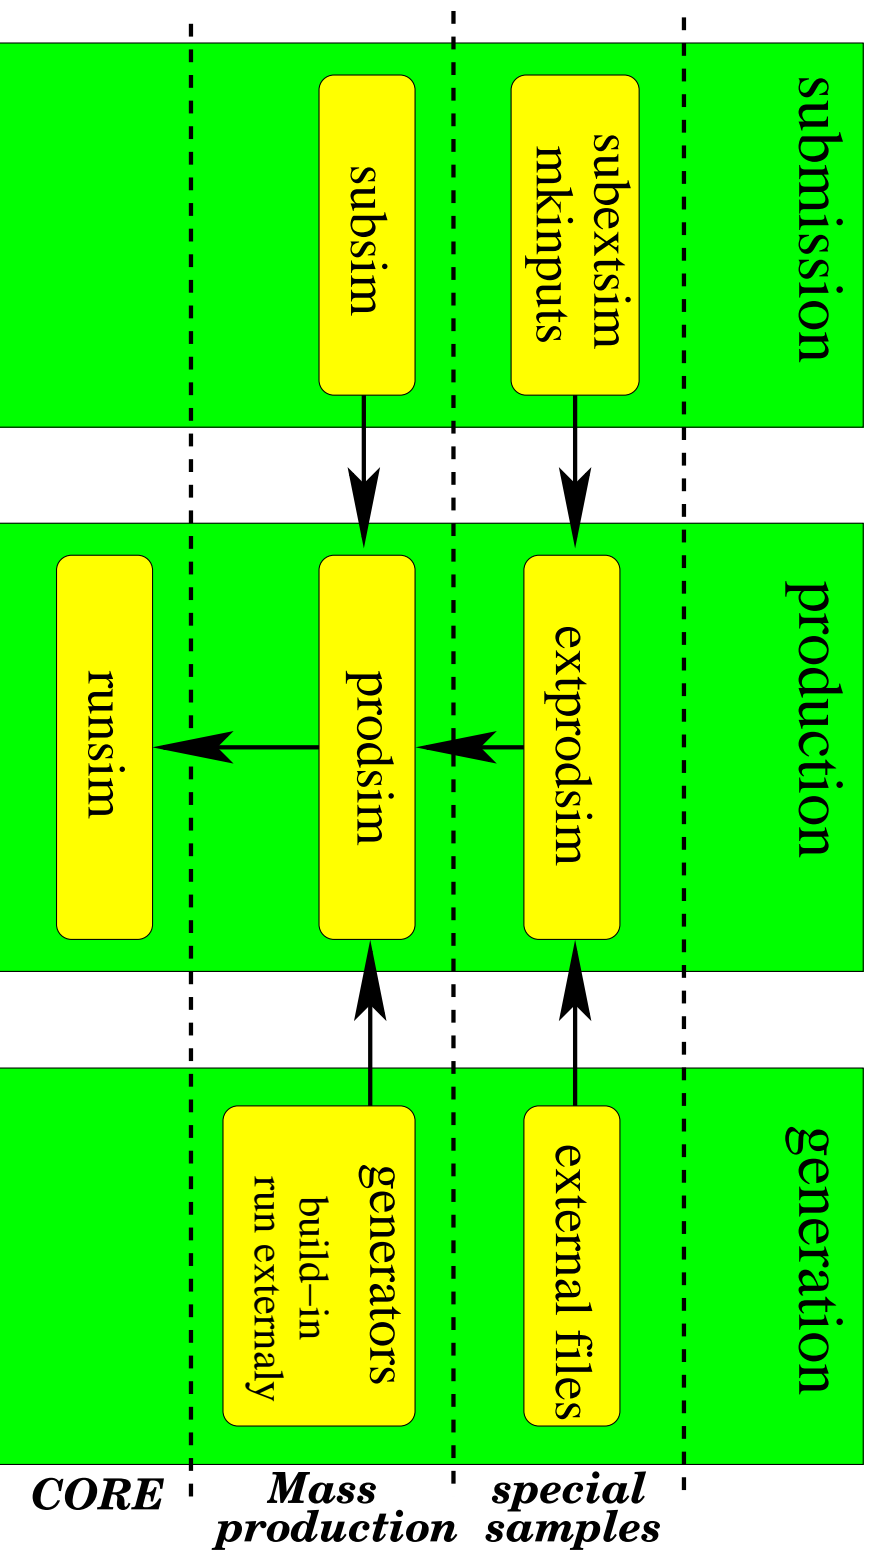 submission
production
generation
subextsim
mkinputs
extprodsim
external files
subsim
prodsim
generators
build–in
run externaly
runsim
special
samples
Mass
production
CORE